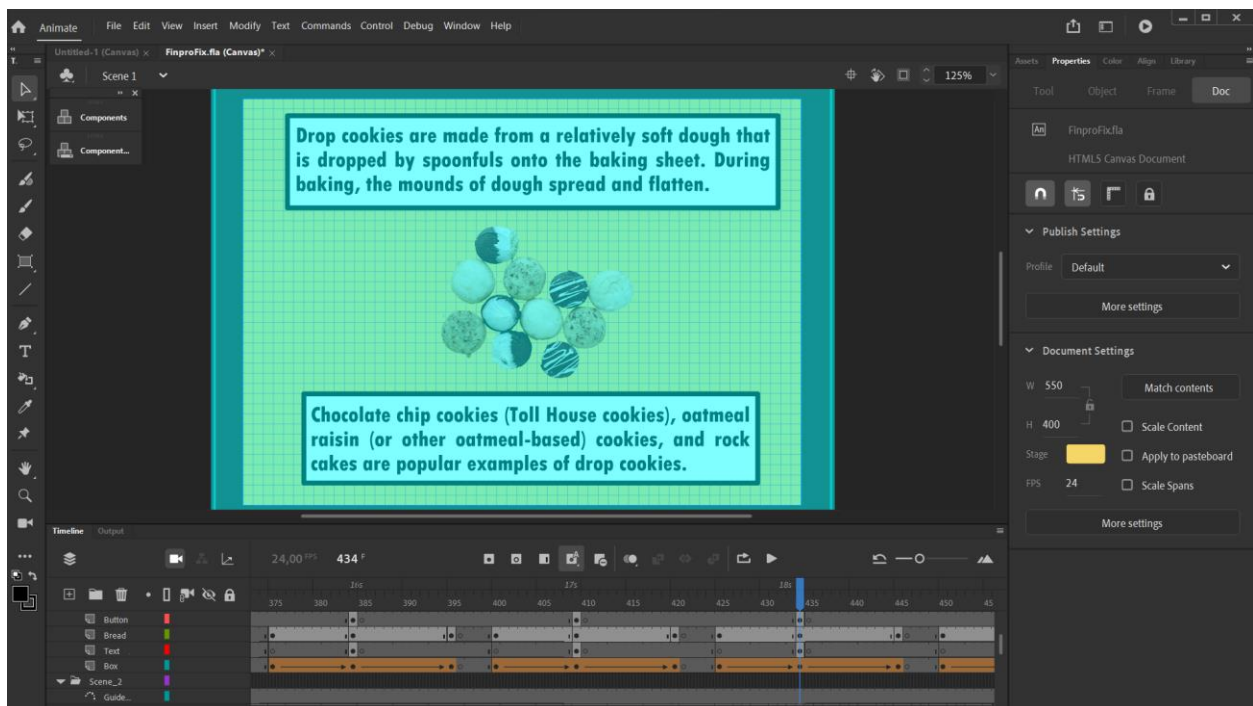 Animate File Edit View Insert Modify Text Commands Control Debug Window Help
Untitled-1 (Canvas) × FinproFix.fla (Canvas)* ×
Scene 1
125%
Components
Component...
Drop cookies are made from a relatively soft dough that
is dropped by spoonfuls onto the baking sheet. During
baking, the mounds of dough spread and flatten.
Chocolate chip cookies (Toll House cookies), oatmeal
raisin (or other oatmeal-based) cookies, and rock
cakes are popular examples of drop cookies.
Assets Properties Color Align Library
Tool Object Frame Doc
An FinproFix.fla
HTML5 Canvas Document
Publish Settings
Profile Default
More settings
Document Settings
W 550
Match contents
H 400
Scale Content
Stage
Apply to pasteboard
FPS 24
Scale Spans
More settings
Timeline Output
24,00 FPS 434 F
16s 17s 18s
375 380 385 390 395 400 405 410 415 420 425 430 435 440 445 450 45
Button
Bread
Text
Box
Scene_2
Guide...